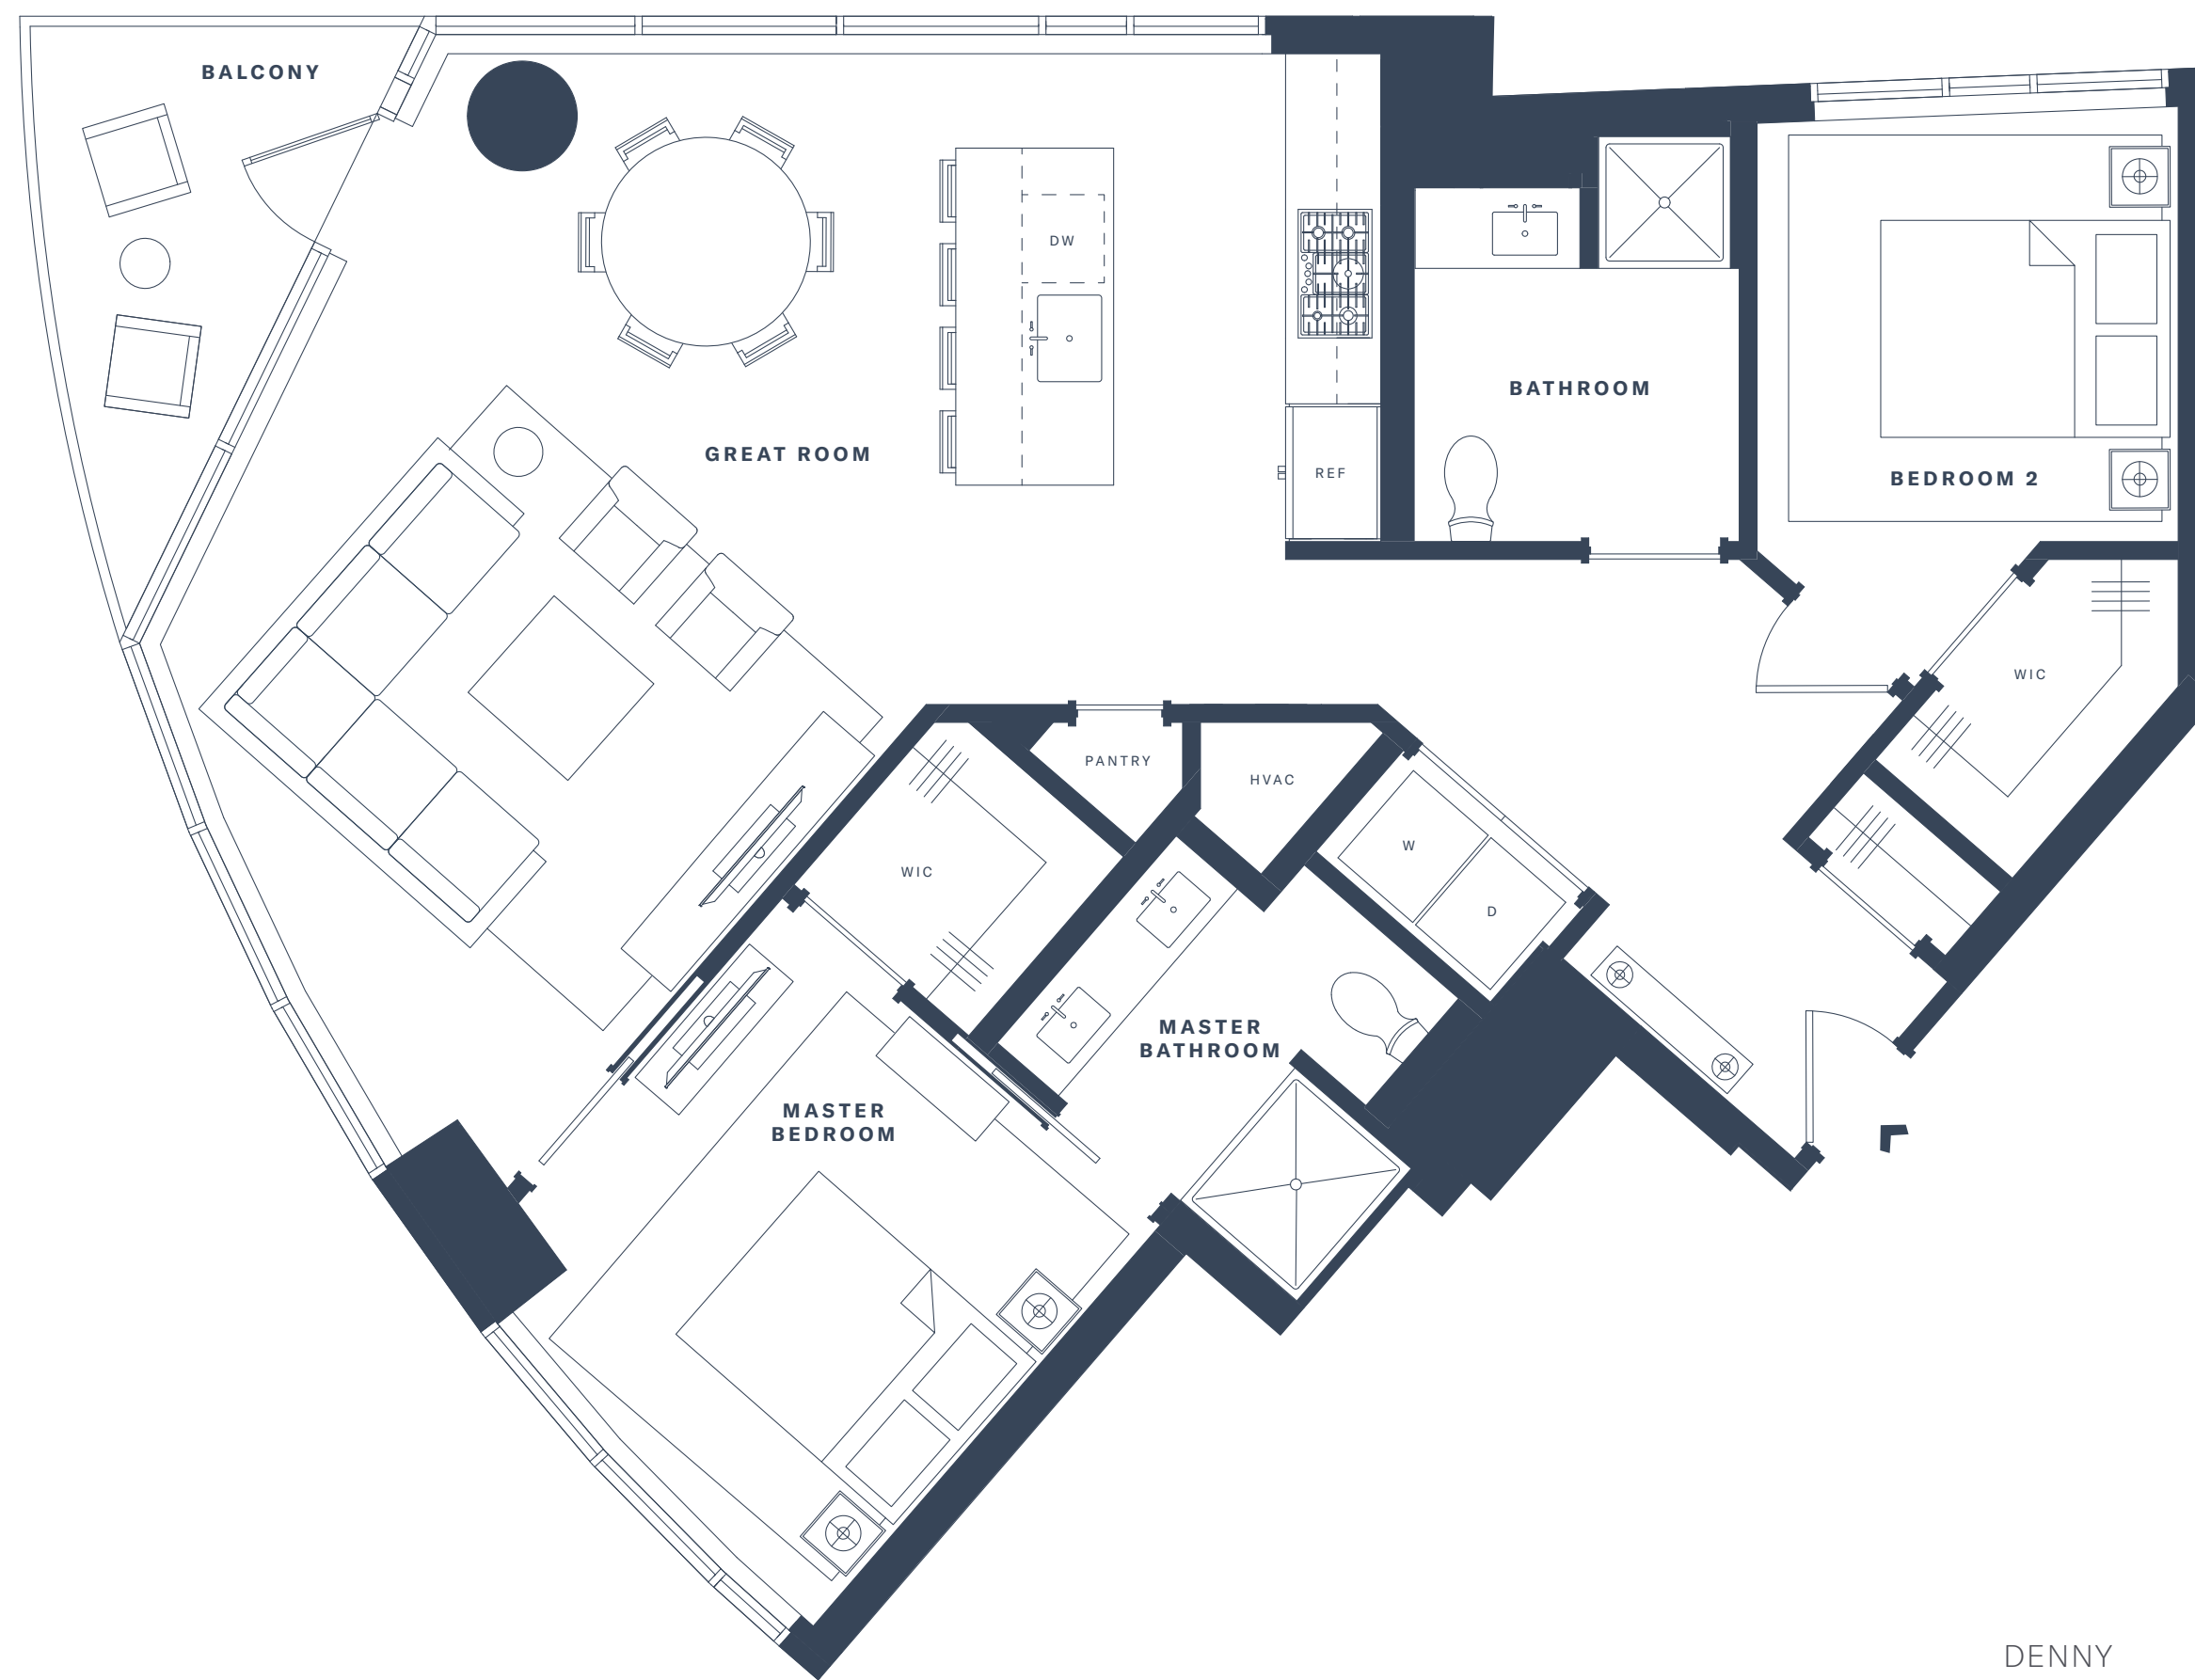 BALCONY
DW
BATHROOM
GREAT ROOM
REF
BEDROOM 2
WIC
PANTRY
HVAC
W
WIC
D
MASTER
BATHROOM
MASTER
BEDROOM
DENNY